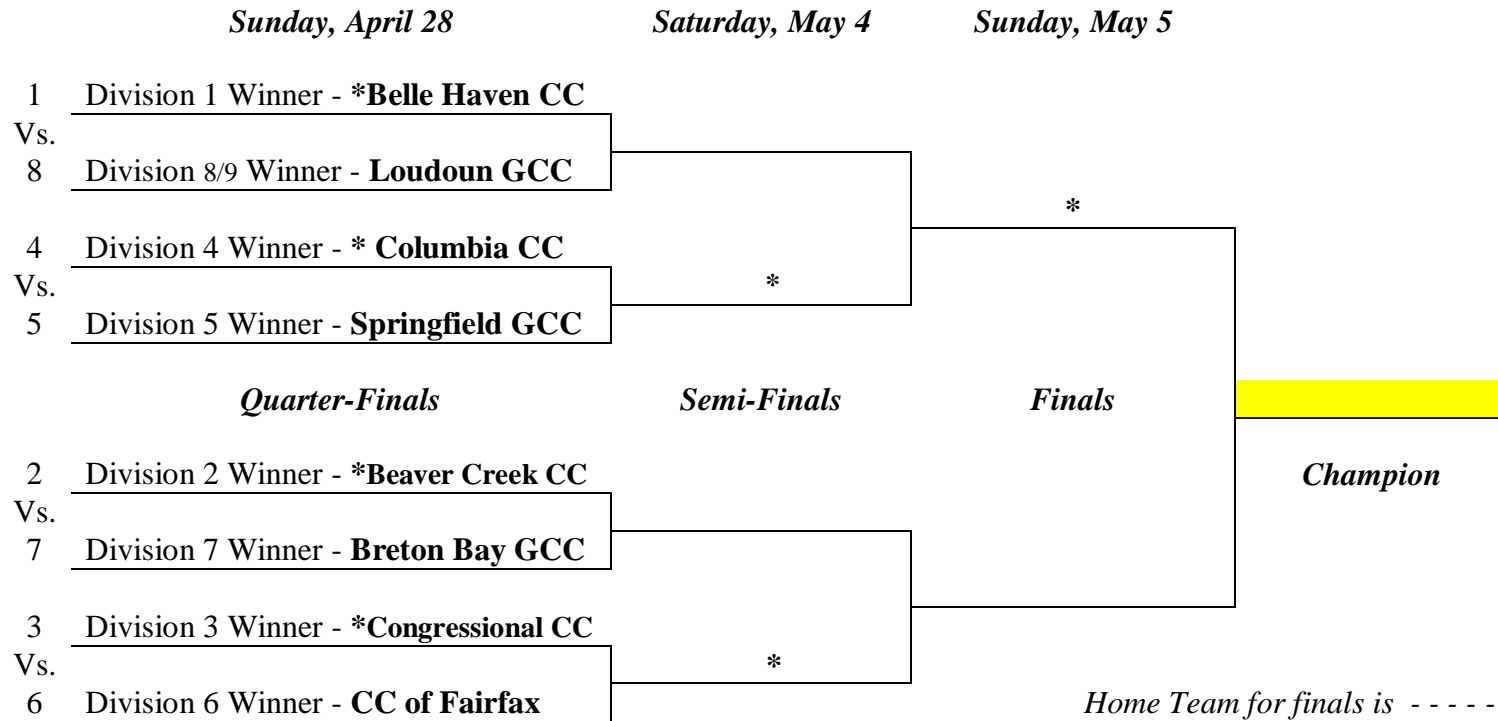 Sunday, April 28 Saturday, May 4 Sunday, May 5
1 Division 1 Winner - *Belle Haven CC
Vs.
8 Division 8/9 Winner - Loudoun GCC
*
4 Division 4 Winner - * Columbia CC
Vs. *
5 Division 5 Winner - Springfield GCC
Quarter-Finals Semi-Finals Finals
2 Division 2 Winner - *Beaver Creek CC Champion
Vs.
7 Division 7 Winner - Breton Bay GCC
3 Division 3 Winner - *Congressional CC
Vs. *
6 Division 6 Winner - CC of Fairfax Home Team for finals is - - - - -